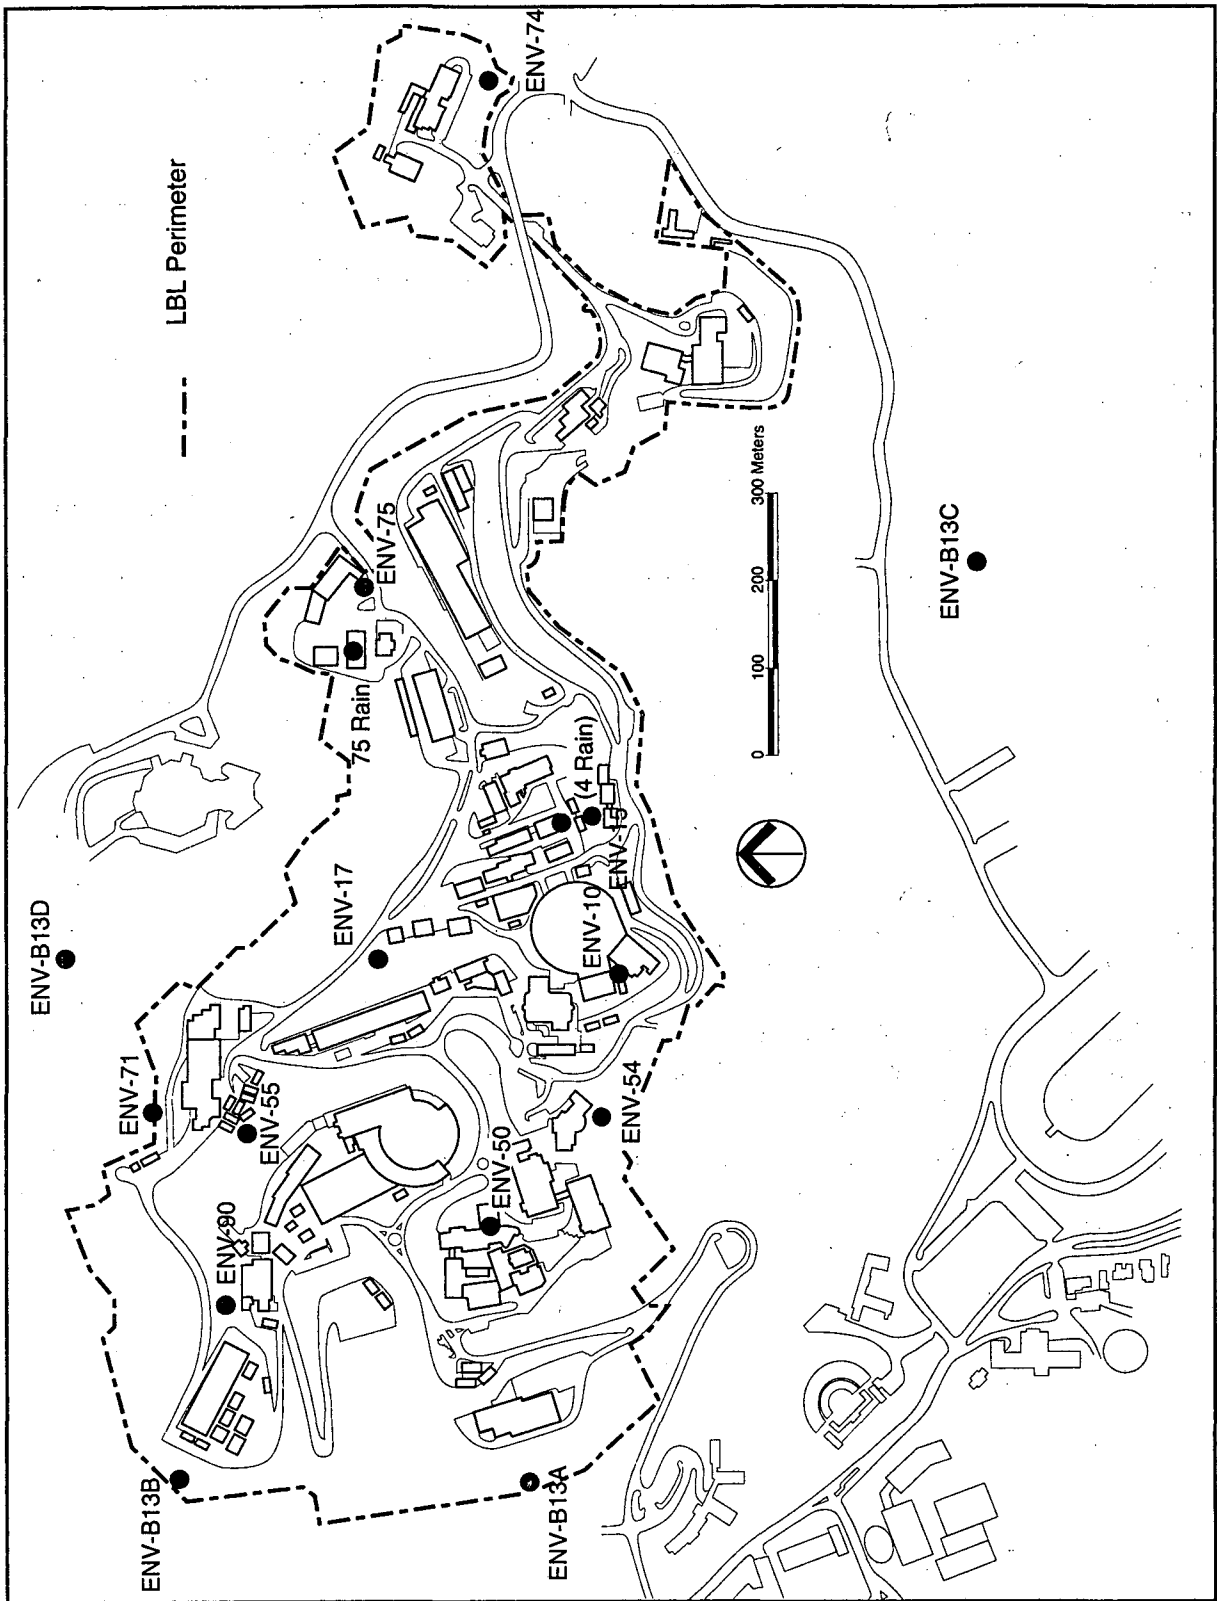 ENV-74
LBL Perimeter
ENV-75
75 Rain
ENV-B13C
0 100 200 300 Meters
(4 Rain)
ENV-13
ENV-10
ENV-17
ENV-B13D
ENV-71
ENV-55
ENV-54
ENV-50
ENV-90
ENV-B13B
ENV-B13A